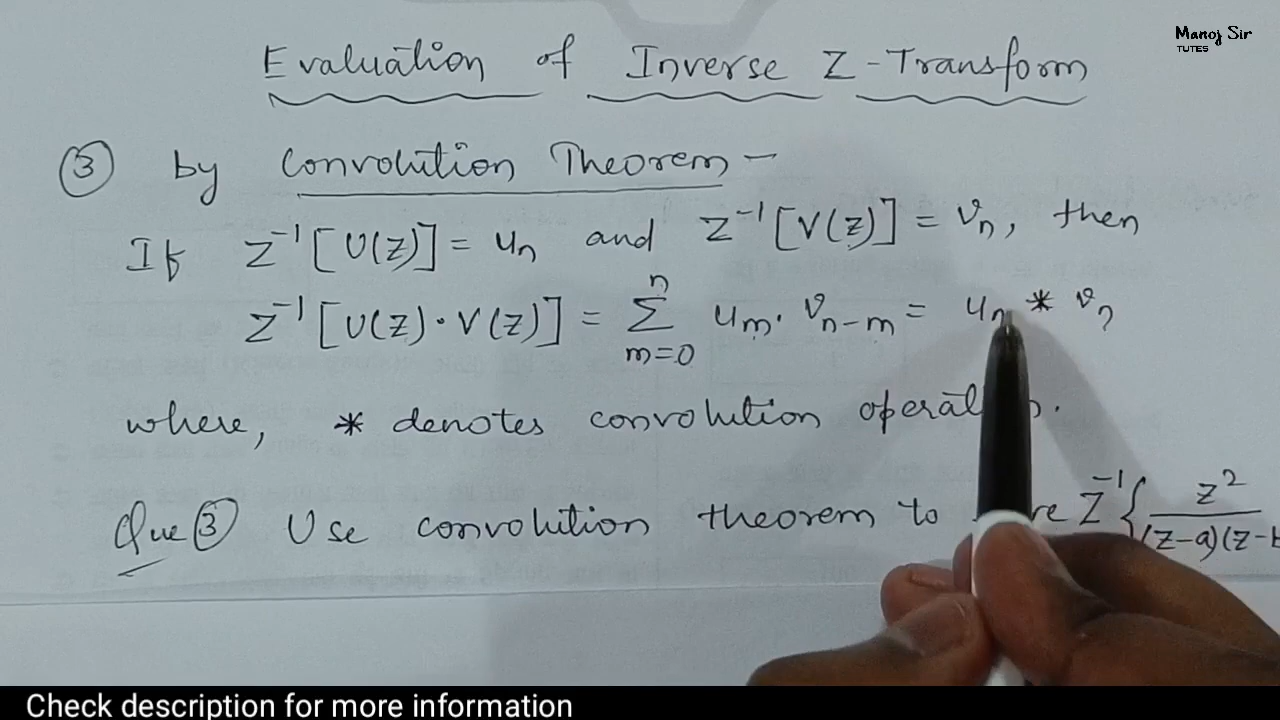 Manoj Sir
TUTES
Evaluation of Inverse Z-Transform
③ by Convolution Theorem -
If Z⁻¹[U(z)] = uₙ and Z⁻¹[V(z)] = vₙ, then
Z⁻¹[U(z)·V(z)] = Σ_{m=0}^{n} uₘ · vₙ₋ₘ = uₙ * vₙ
where, * denotes convolution
Que ③ Use convolution theorem to Z⁻¹{ z² / (z-a)(z-
Check description for more information